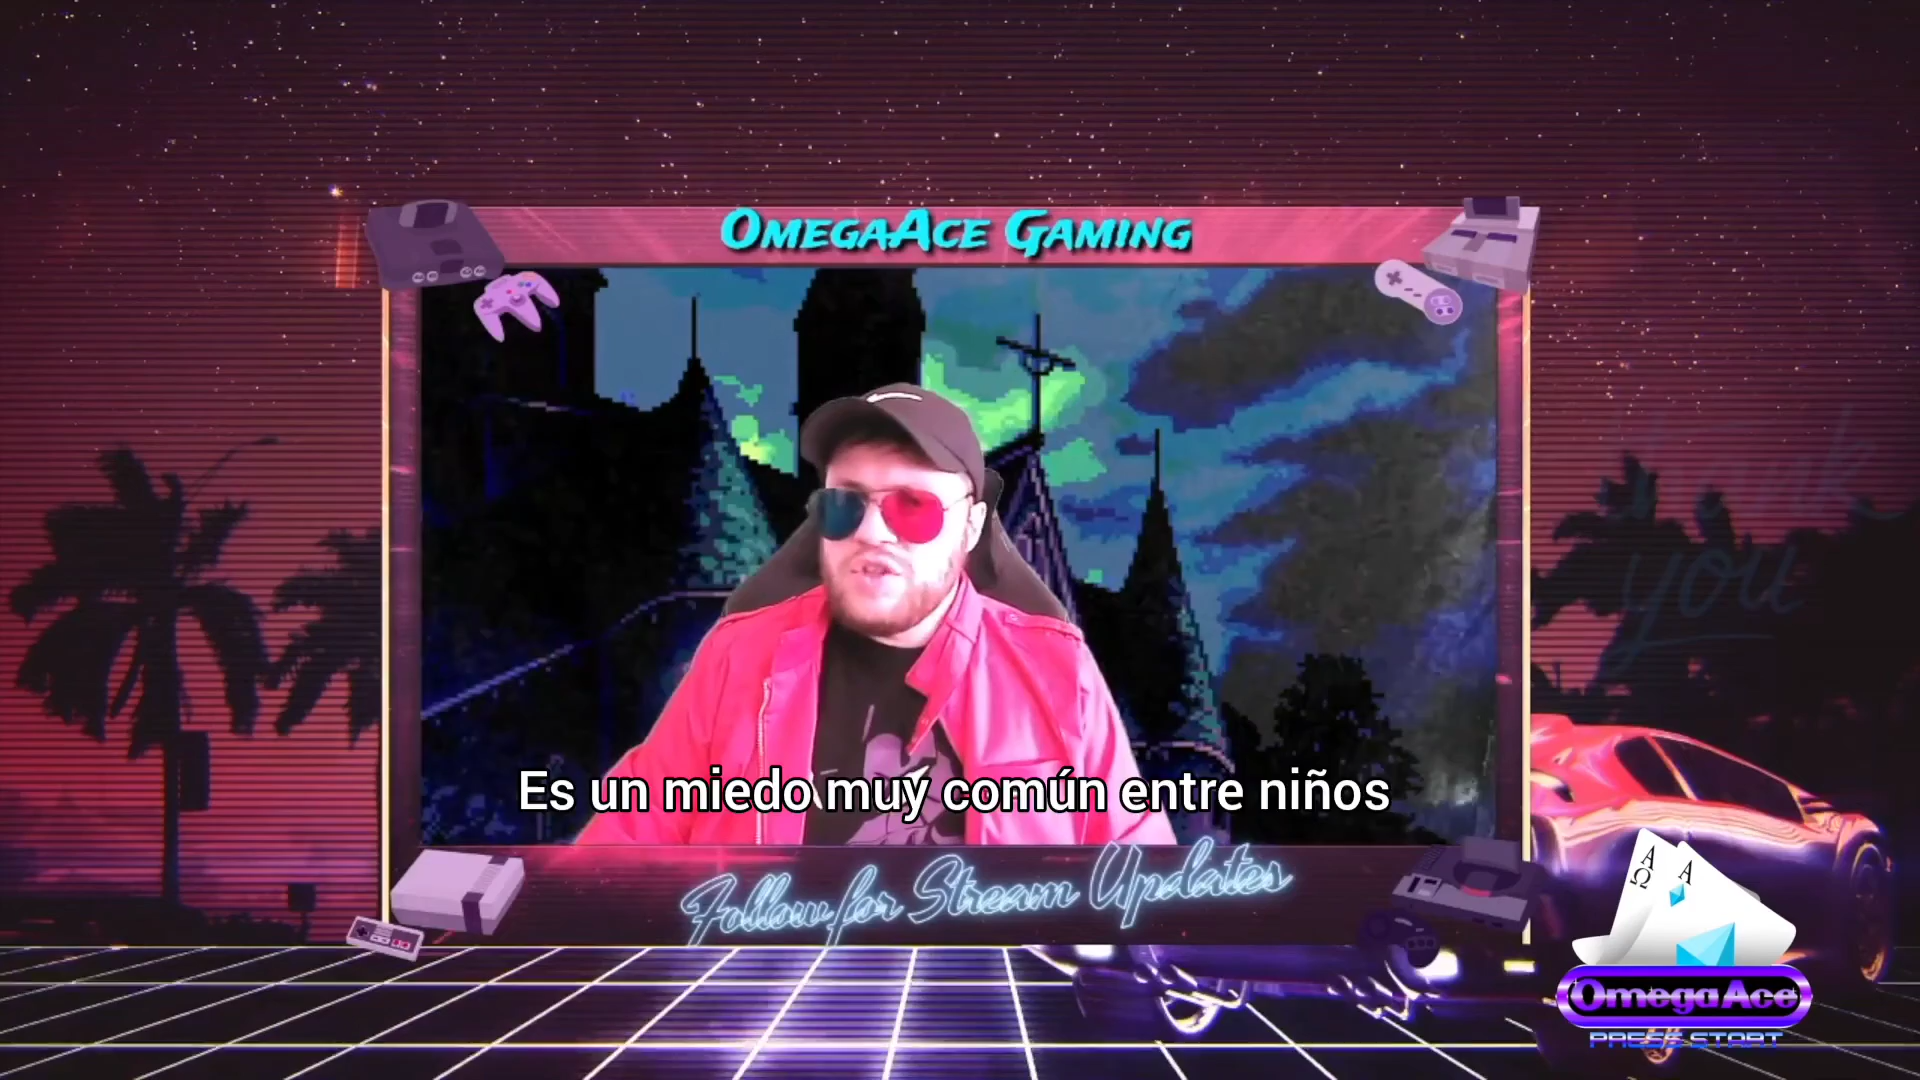 OmegaAce Gaming
Es un miedo muy común entre niños
Follow for Stream Updates
A
Ω
A
OmegaAce
PRESS START